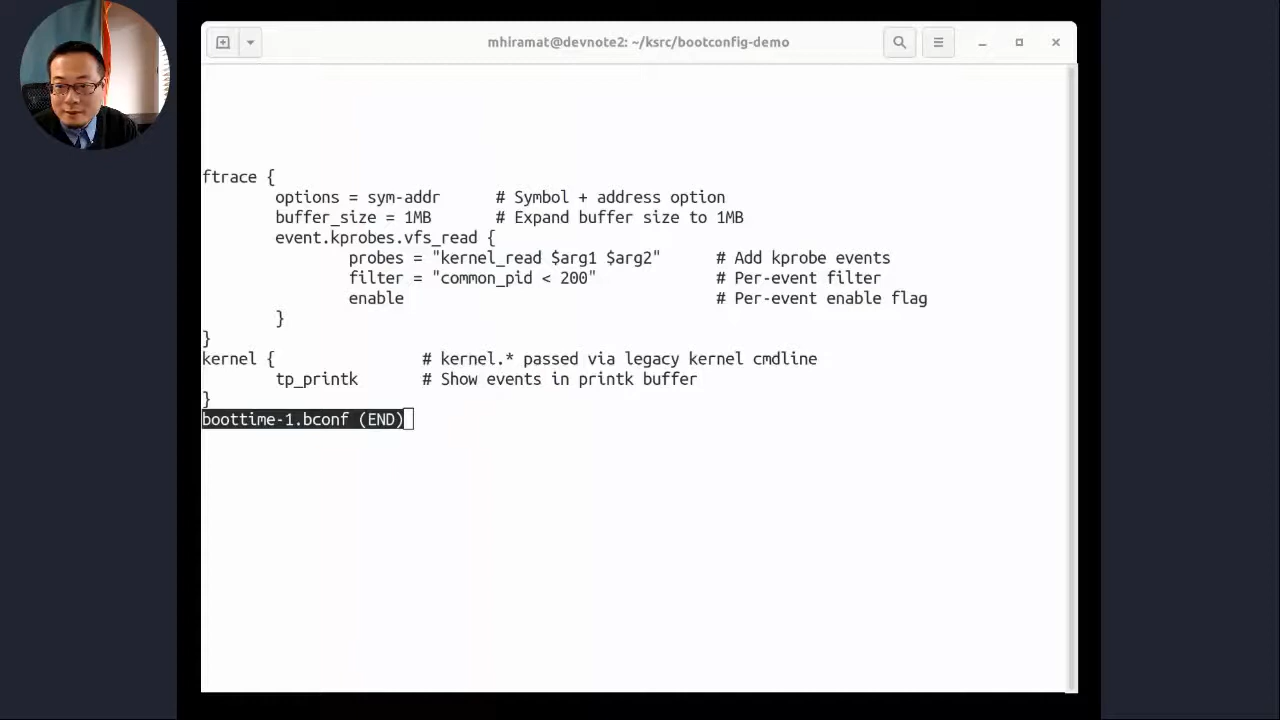 mhiramat@devnote2: ~/ksrc/bootconfig-demo
ftrace {
options = sym-addr # Symbol + address option
buffer_size = 1MB # Expand buffer size to 1MB
event.kprobes.vfs_read {
probes = "kernel_read $arg1 $arg2" # Add kprobe events
filter = "common_pid < 200" # Per-event filter
enable # Per-event enable flag
}
}
kernel { # kernel.* passed via legacy kernel cmdline
tp_printk # Show events in printk buffer
}
boottime-1.bconf (END)